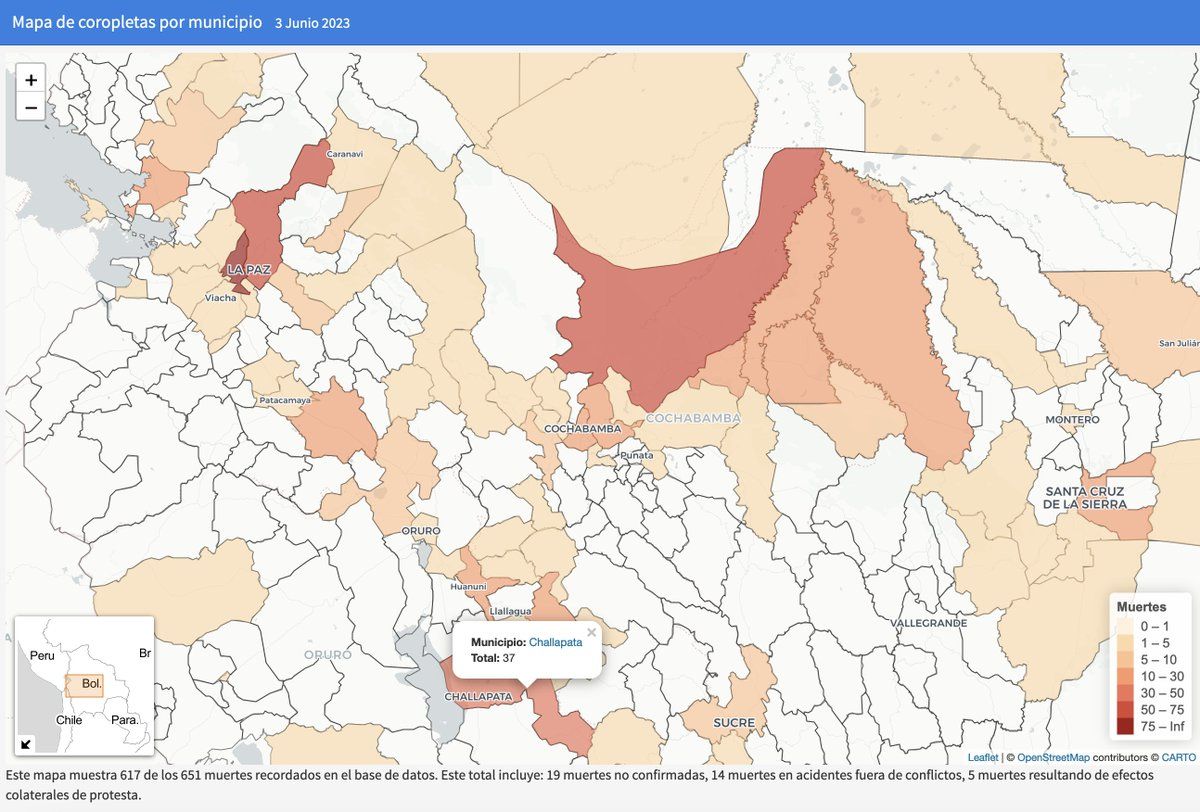 Mapa de coropletas por municipio 3 Junio 2023
+
−
Caranavi
LA PAZ
Viacha
San Julián
Patacamaya
COCHABAMBA
COCHABAMBA
MONTERO
Punata
SANTA CRUZ
DE LA SIERRA
ORURO
Huanuni
Llallagua
VALLEGRANDE
ORURO
Municipio: Challapata
Total: 37
×
CHALLAPATA
SUCRE
Peru
Br
Bol.
Chile
Para.
Muertes
0 – 1
1 – 5
5 – 10
10 – 30
30 – 50
50 – 75
75 – Inf
Leaflet | © OpenStreetMap contributors © CARTO
Este mapa muestra 617 de los 651 muertes recordados en el base de datos. Este total incluye: 19 muertes no confirmadas, 14 muertes en acidentes fuera de conflictos, 5 muertes resultando de efectos
colaterales de protesta.